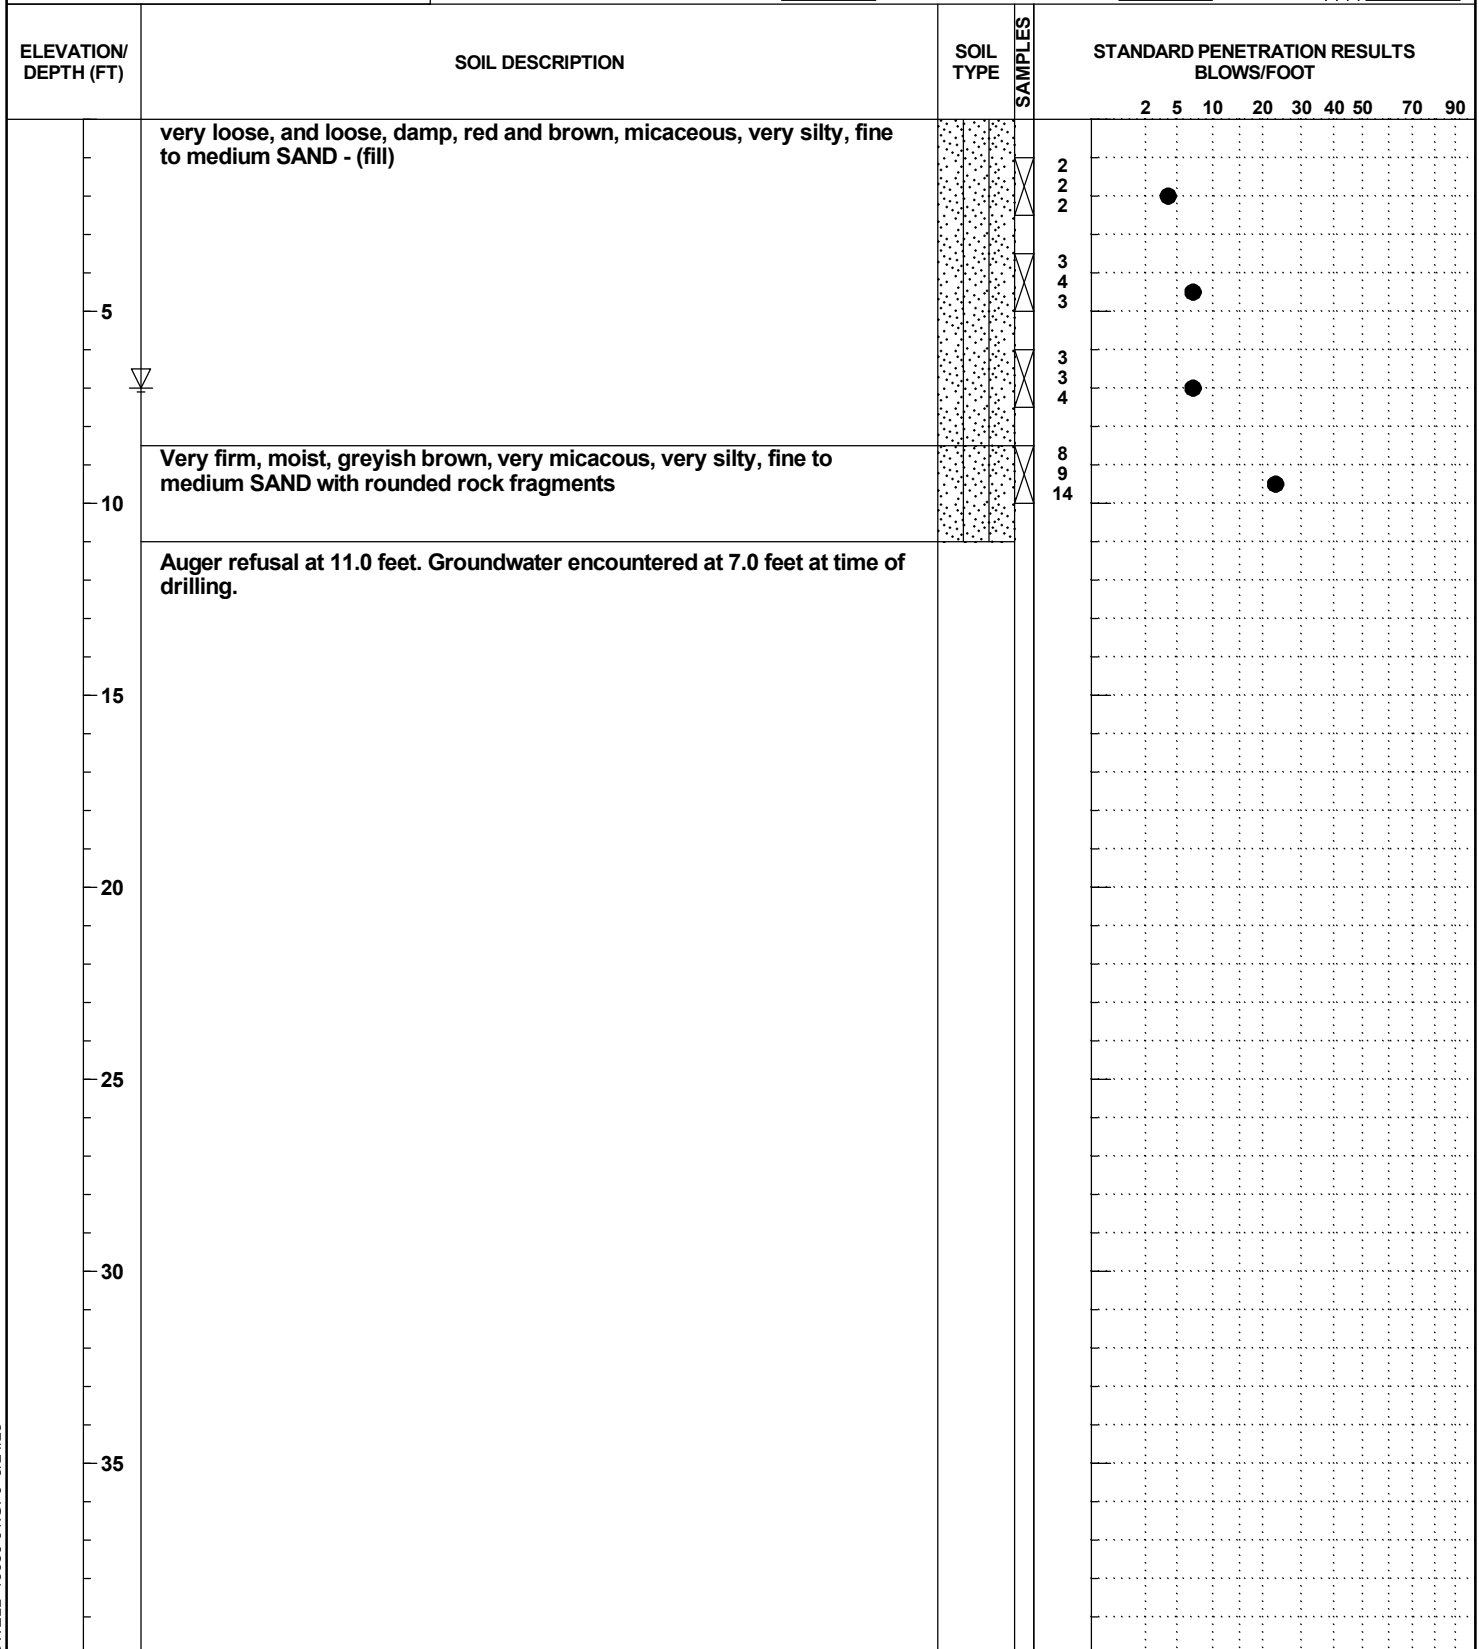 ELEVATION/
DEPTH (FT)
SOIL DESCRIPTION
SOIL
TYPE
SAMPLES
STANDARD PENETRATION RESULTS
BLOWS/FOOT
2 5 10 20 30 40 50 70 90
very loose, and loose, damp, red and brown, micaceous, very silty, fine
to medium SAND - (fill)
2
2
2
3
4
3
5
3
3
4
Very firm, moist, greyish brown, very micacous, very silty, fine to
medium SAND with rounded rock fragments
8
9
14
10
Auger refusal at 11.0 feet. Groundwater encountered at 7.0 feet at time of
drilling.
15
20
25
30
35